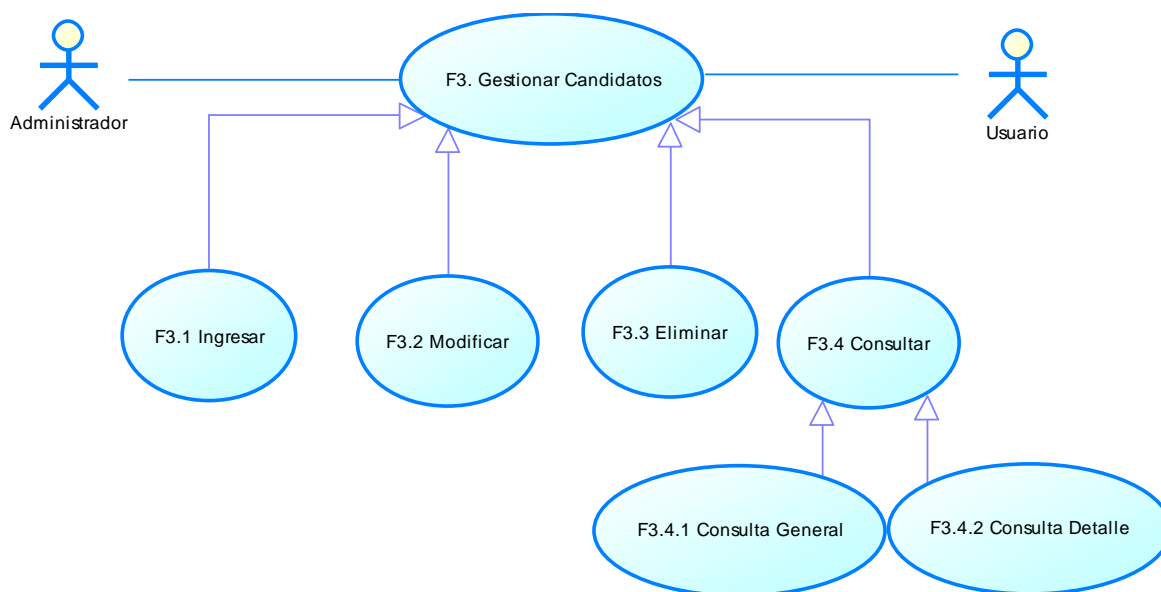 F3. Gestionar Candidatos
Administrador
Usuario
F3.1 Ingresar
F3.2 Modificar
F3.3 Eliminar
F3.4 Consultar
F3.4.1 Consulta General
F3.4.2 Consulta Detalle